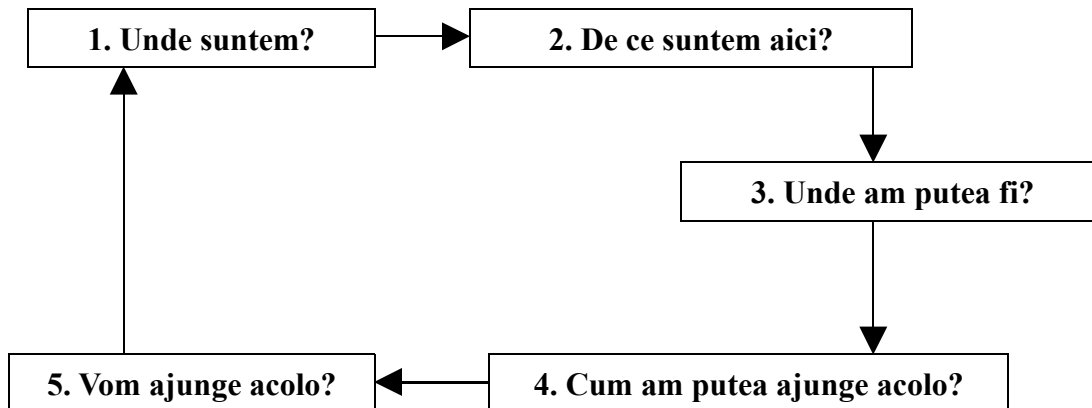 1. Unde suntem?
2. De ce suntem aici?
3. Unde am putea fi?
4. Cum am putea ajunge acolo?
5. Vom ajunge acolo?